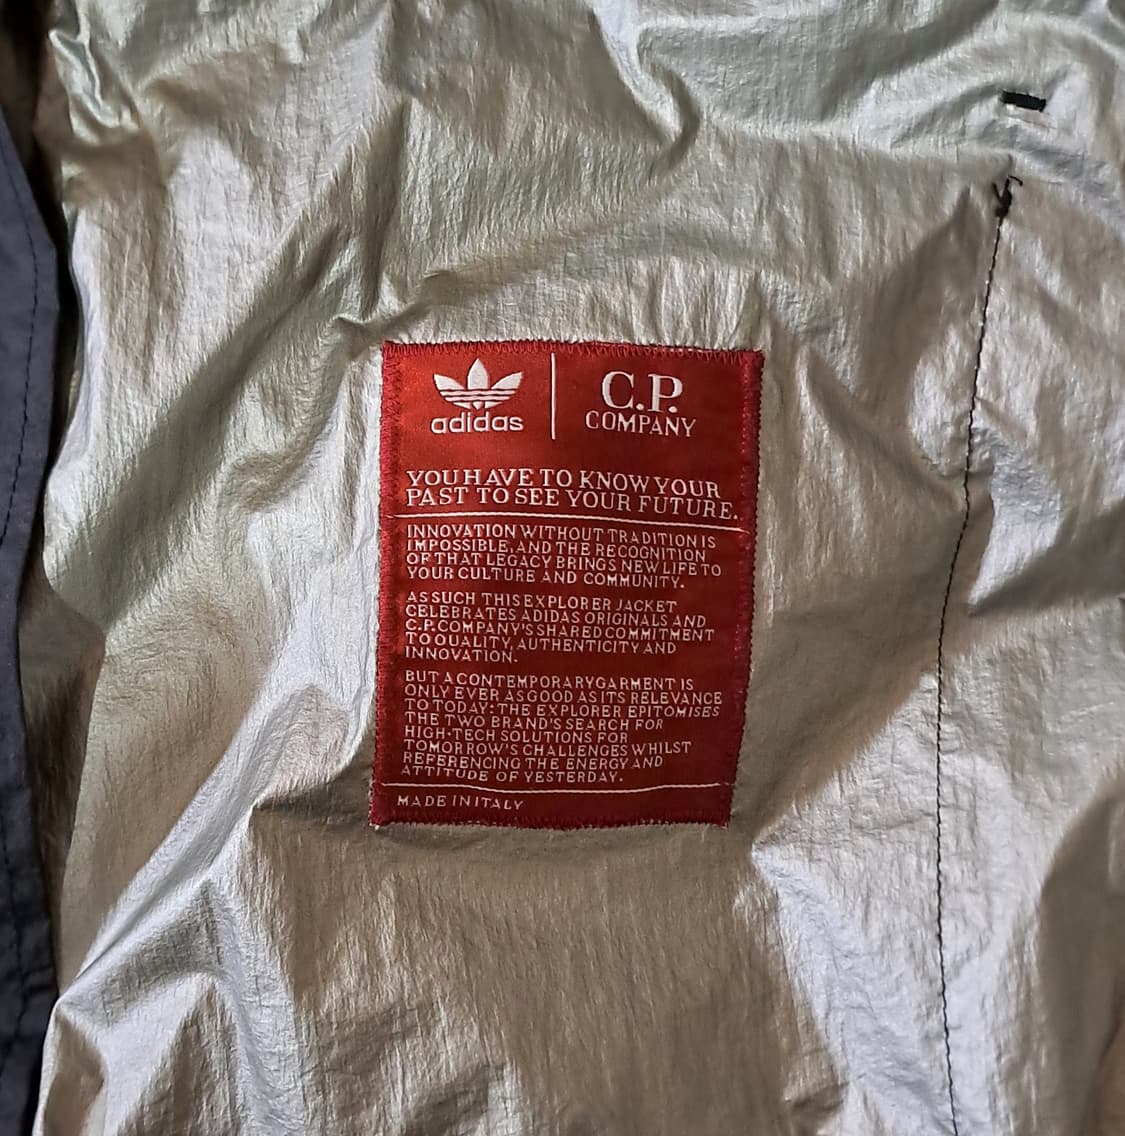 adidas
C.P.
COMPANY
YOU HAVE TO KNOW YOUR
PAST TO SEE YOUR FUTURE.
INNOVATION WITHOUT TRADITION IS
IMPOSSIBLE, AND THE RECOGNITION
OF THAT LEGACY BRINGS NEW LIFE TO
YOUR CULTURE AND COMMUNITY.
AS SUCH THIS EXPLORER JACKET
CELEBRATES ADIDAS ORIGINALS AND
C.P. COMPANY'S SHARED COMMITMENT
TO QUALITY, AUTHENTICITY AND
INNOVATION.
BUT A CONTEMPORARY GARMENT IS
ONLY EVER AS GOOD AS ITS RELEVANCE
TO TODAY: THE EXPLORER EPITOMISES
THE TWO BRAND'S SEARCH FOR
HIGH-TECH SOLUTIONS FOR
TOMORROW'S CHALLENGES WHILST
REFERENCING THE ENERGY AND
ATTITUDE OF YESTERDAY.
MADE IN ITALY